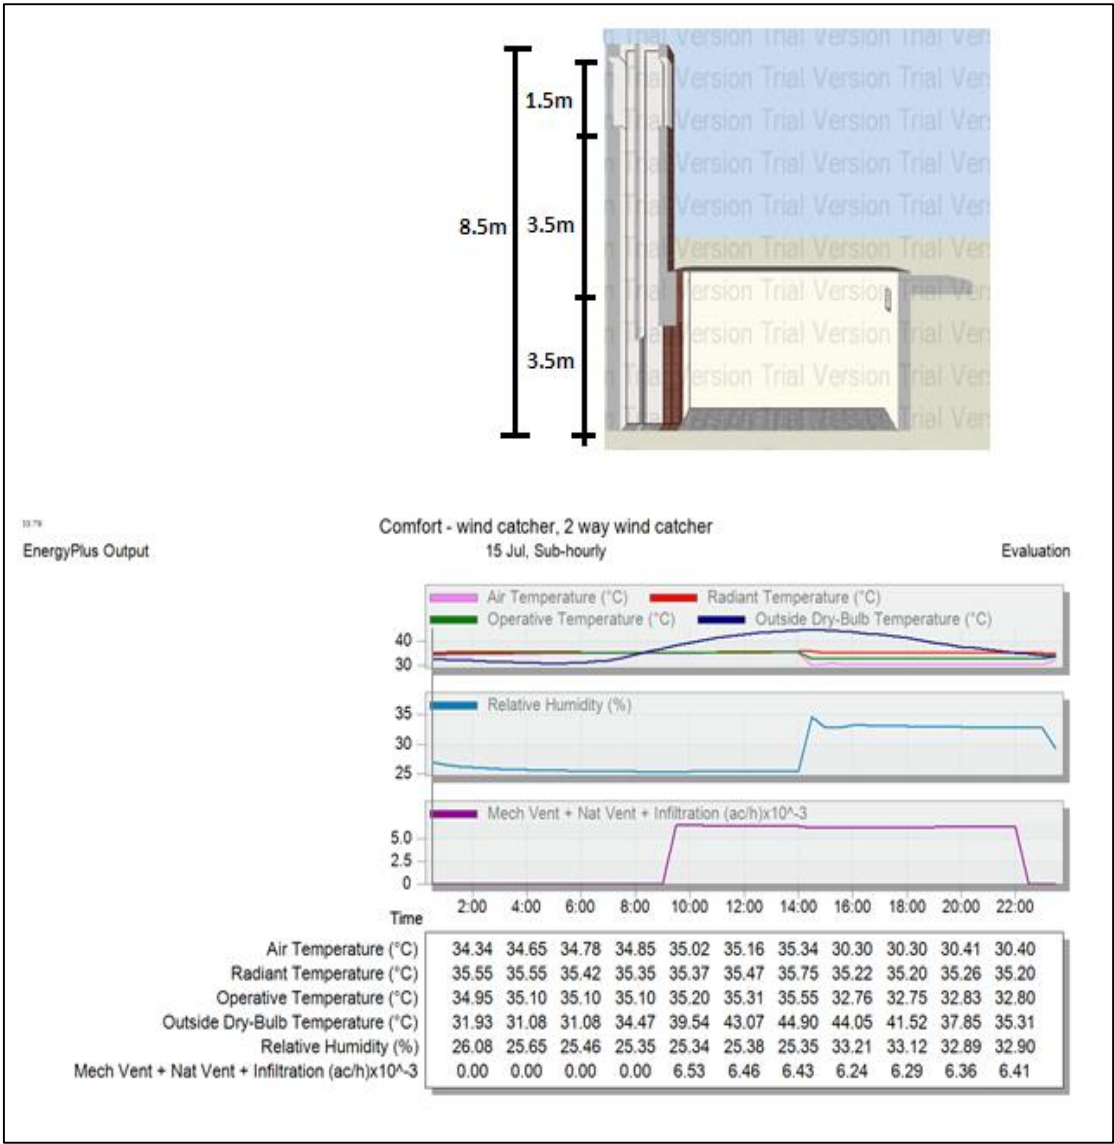 Trial Version Trial Version Trial Ver
1.5m
8.5m
3.5m
3.5m
33.79
Comfort - wind catcher, 2 way wind catcher
EnergyPlus Output
15 Jul, Sub-hourly
Evaluation
Air Temperature (°C) Radiant Temperature (°C)
Operative Temperature (°C) Outside Dry-Bulb Temperature (°C)
40
30
Relative Humidity (%)
35
30
25
Mech Vent + Nat Vent + Infiltration (ac/h)x10^-3
5.0
2.5
0
Time 2:00 4:00 6:00 8:00 10:00 12:00 14:00 16:00 18:00 20:00 22:00
Air Temperature (°C) 34.34 34.65 34.78 34.85 35.02 35.16 35.34 30.30 30.30 30.41 30.40
Radiant Temperature (°C) 35.55 35.55 35.42 35.35 35.37 35.47 35.75 35.22 35.20 35.26 35.20
Operative Temperature (°C) 34.95 35.10 35.10 35.10 35.20 35.31 35.55 32.76 32.75 32.83 32.80
Outside Dry-Bulb Temperature (°C) 31.93 31.08 31.08 34.47 39.54 43.07 44.90 44.05 41.52 37.85 35.31
Relative Humidity (%) 26.08 25.65 25.46 25.35 25.34 25.38 25.35 33.21 33.12 32.89 32.90
Mech Vent + Nat Vent + Infiltration (ac/h)x10^-3 0.00 0.00 0.00 0.00 6.53 6.46 6.43 6.24 6.29 6.36 6.41